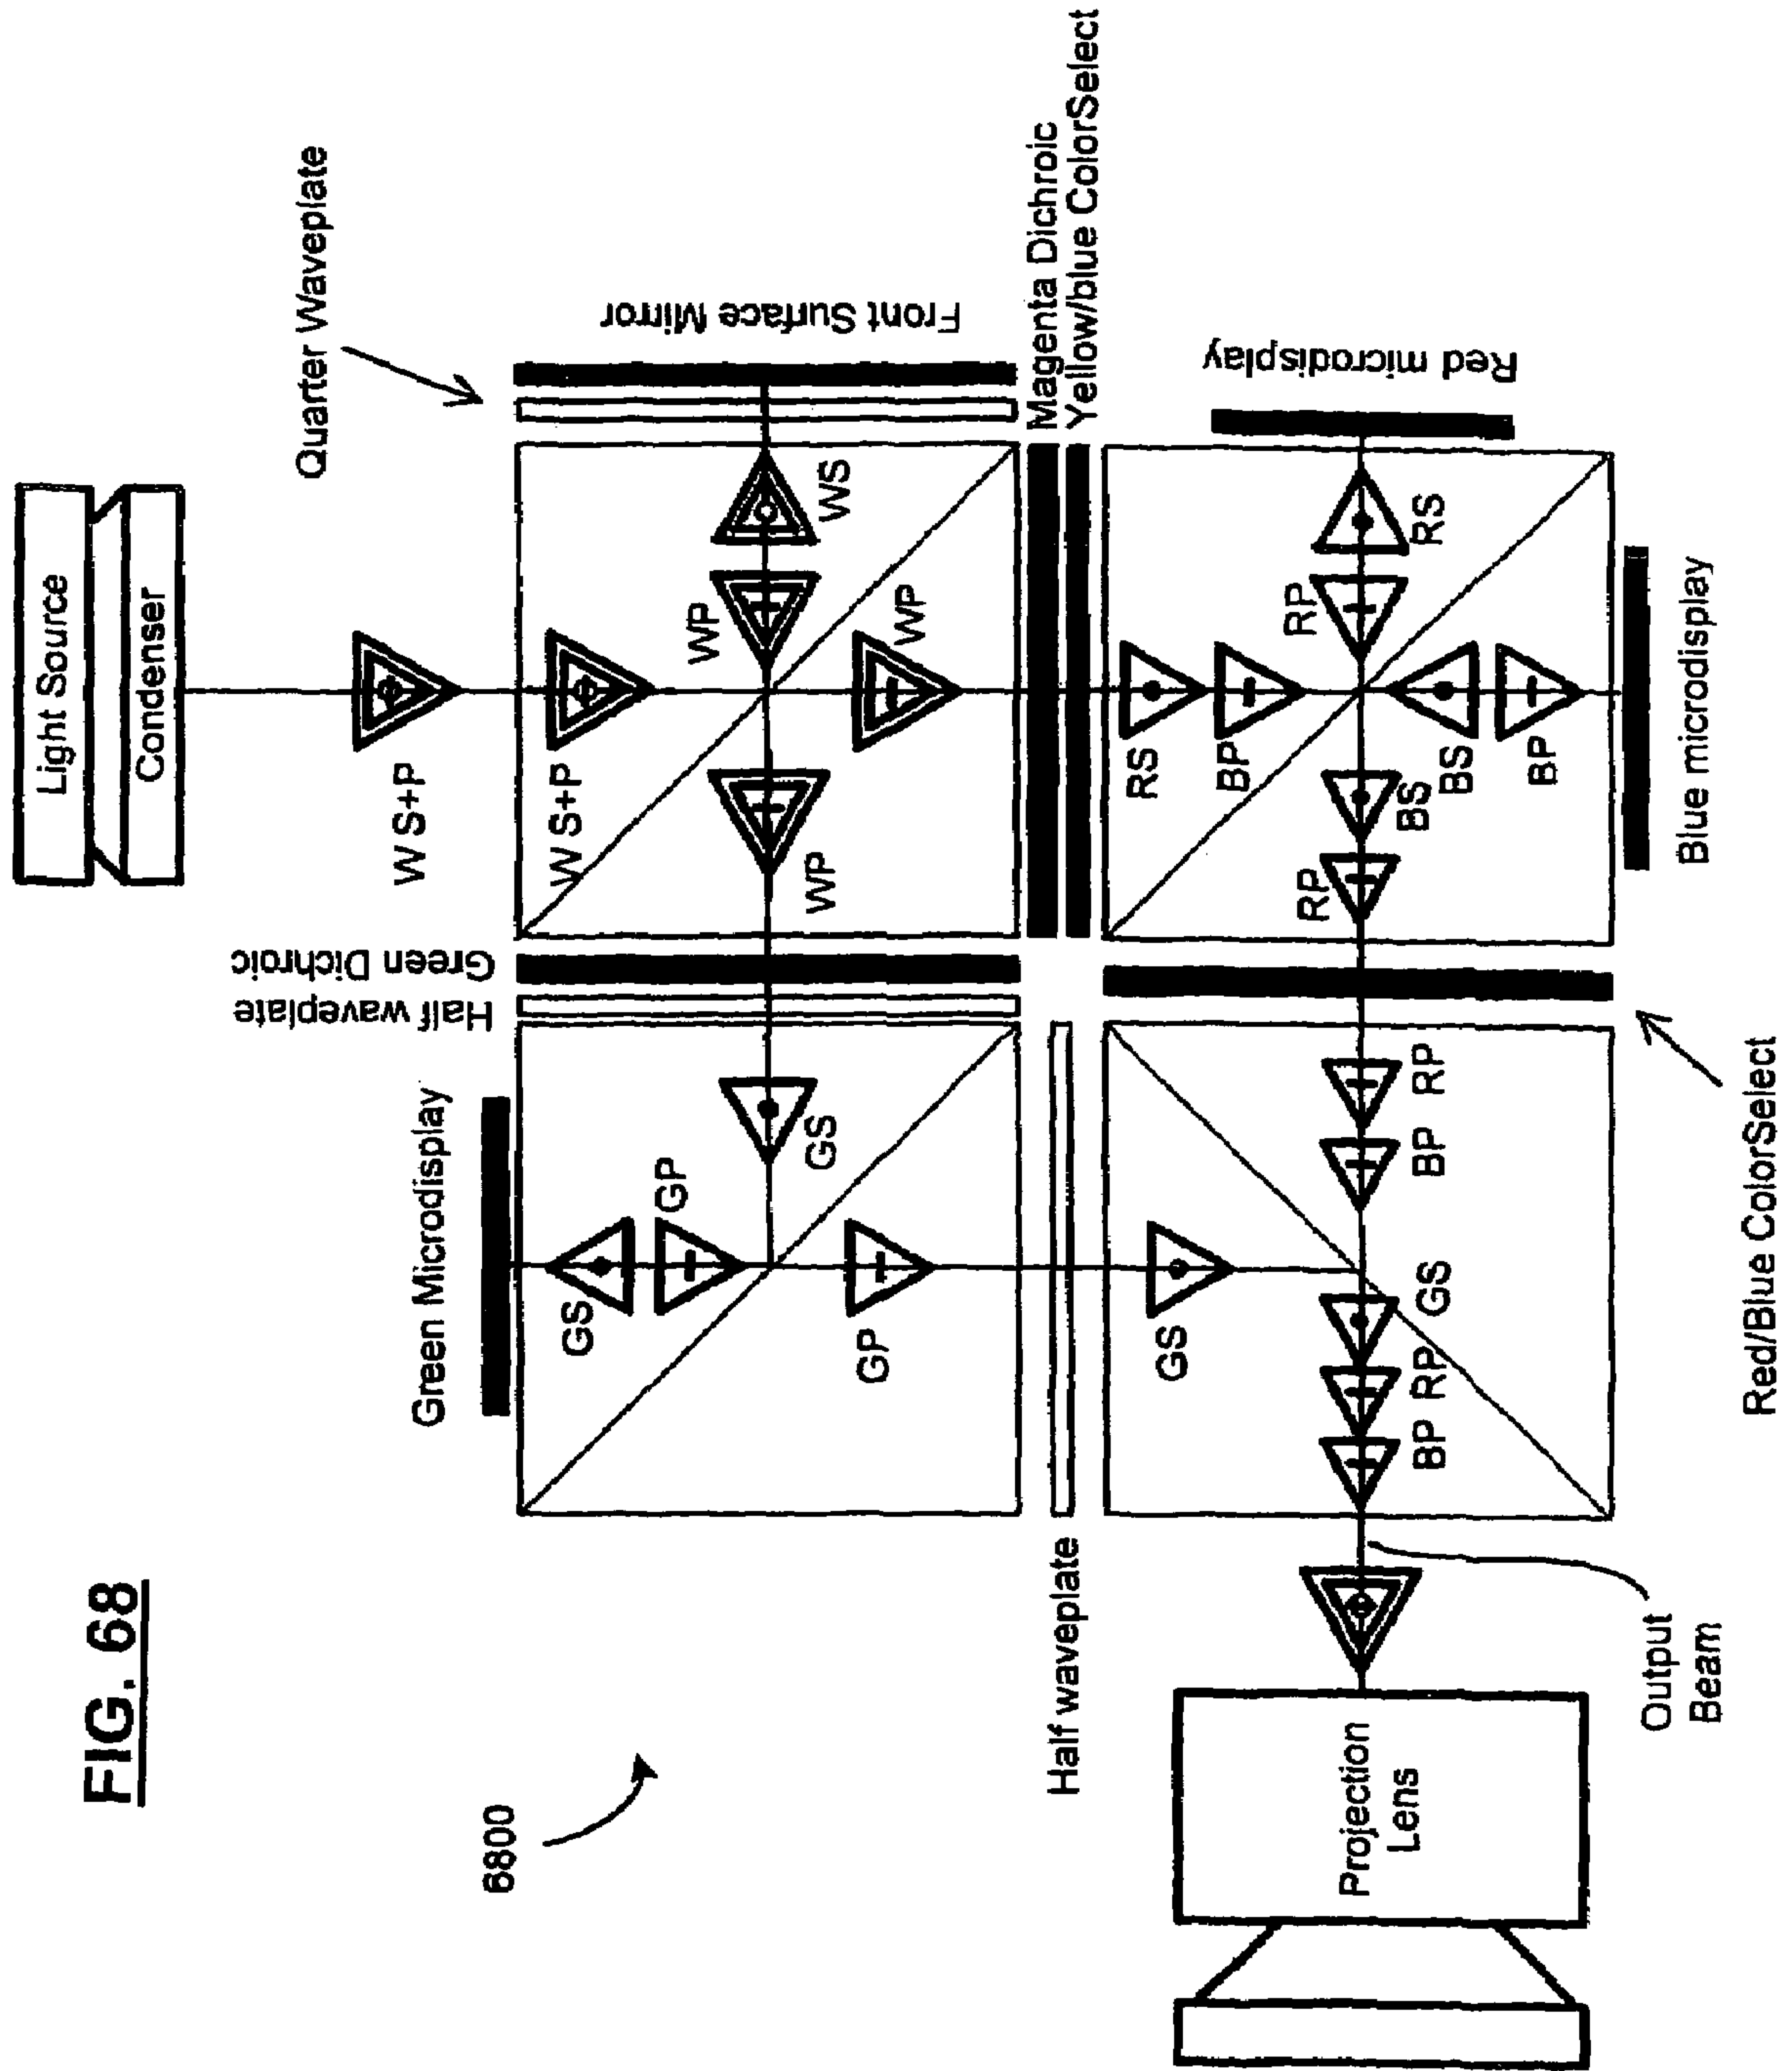 FIG. 68
6800
Light Source
Condenser
Quarter Waveplate
W S+P
W S+P
WP
WS
WP
WP
Front Surface Mirror
Green Dichroic
Half waveplate
Magenta Dichroic
Yellow/blue ColorSelect
Green Microdisplay
GS
GP
GS
GP
Half waveplate
RS
BP
RP
RS
BS
BS
BP
RP
Red microdisplay
Blue microdisplay
GS
RP
BP
GS
RP
BP
Red/Blue ColorSelect
Output
Beam
Projection
Lens